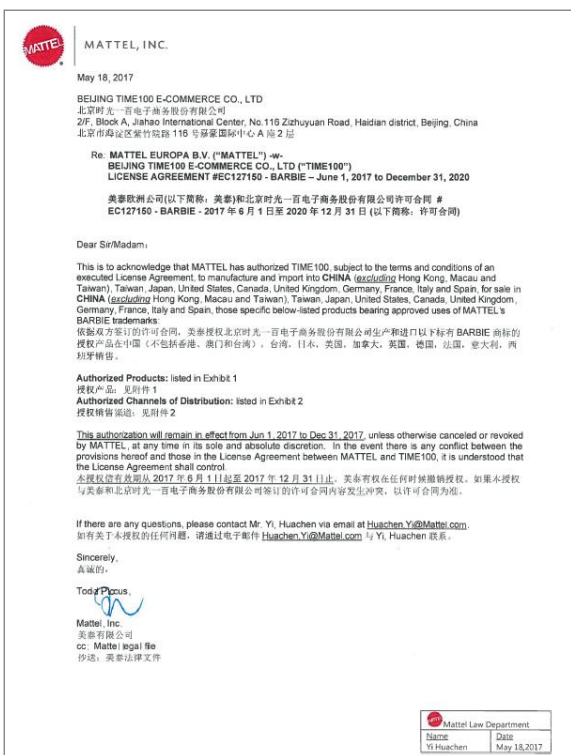 MATTEL
MATTEL, INC.
May 18, 2017
BEIJING TIME100 E-COMMERCE CO., LTD
北京时光一百电子商务股份有限公司
2/F, Block A, Jiahao International Center, No.116 Zizhuyuan Road, Haidian district, Beijing, China
北京市海淀区紫竹院路 116 号嘉豪国际中心 A 座 2 层
Re: MATTEL EUROPA B.V. (“MATTEL”) -w-
BEIJING TIME100 E-COMMERCE CO., LTD (“TIME100”)
LICENSE AGREEMENT #EC127150 - BARBIE – June 1, 2017 to December 31, 2020
美泰欧洲公司(以下简称：美泰)和北京时光一百电子商务股份有限公司许可合同 #
EC127150 - BARBIE - 2017 年 6 月 1 日至 2020 年 12 月 31 日 (以下简称：许可合同)
Dear Sir/Madam:
This is to acknowledge that MATTEL has authorized TIME100, subject to the terms and conditions of an
executed License Agreement, to manufacture and import into CHINA (excluding Hong Kong, Macau and
Taiwan), Taiwan, Japan, United States, Canada, United Kingdom, Germany, France, Italy and Spain, for sale in
CHINA (excluding Hong Kong, Macau and Taiwan), Taiwan, Japan, United States, Canada, United Kingdom,
Germany, France, Italy and Spain, those specific below-listed products bearing approved uses of MATTEL's
BARBIE trademarks:
依据双方签订的许可合同，美泰授权北京时光一百电子商务股份有限公司生产和进口以下标有 BARBIE 商标的
授权产品在中国（不包括香港、澳门和台湾），台湾，日本，美国，加拿大，英国，德国，法国，意大利，西
班牙销售。
Authorized Products: listed in Exhibit 1
授权产品：见附件 1
Authorized Channels of Distribution: listed in Exhibit 2
授权销售渠道：见附件 2
This authorization will remain in effect from Jun 1, 2017 to Dec 31, 2017, unless otherwise canceled or revoked
by MATTEL, at any time in its sole and absolute discretion. In the event there is any conflict between the
provisions hereof and those in the License Agreement between MATTEL and TIME100, it is understood that
the License Agreement shall control.
本授权信有效期从 2017 年 6 月 1 日起至 2017 年 12 月 31 日止，美泰有权在任何时候撤销授权。如果本授权
与美泰和北京时光一百电子商务股份有限公司签订的许可合同内容发生冲突，以许可合同为准。
If there are any questions, please contact Mr. Yi, Huachen via email at Huachen.Yi@Mattel.com.
如有关于本授权的任何问题，请通过电子邮件 Huachen.Yi@Mattel.com 与 Yi, Huachen 联系。
Sincerely,
真诚的，
Todd Piccus,
Mattel, Inc.
美泰有限公司
cc: Mattel legal file
抄送：美泰法律文件
Mattel Law Department
Name Date
Yi Huachen May 18,2017